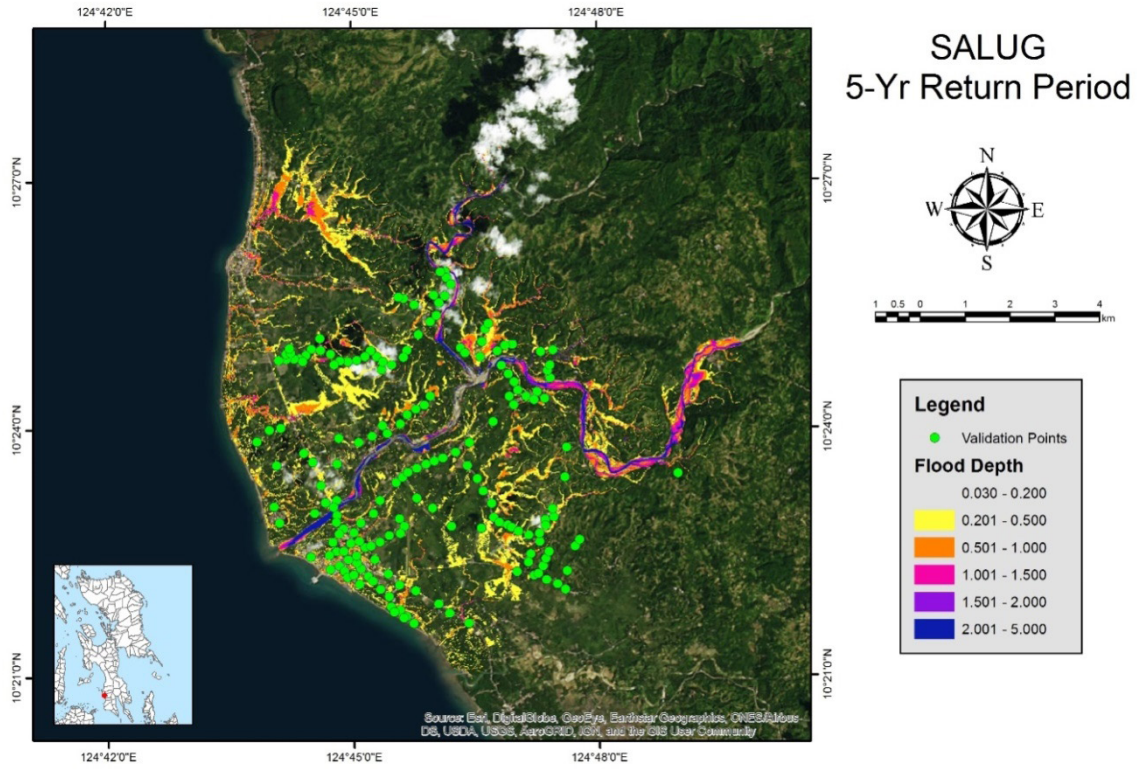 124°42'0"E 124°45'0"E 124°48'0"E
SALUG
5-Yr Return Period
N
W E
S
10°27'0"N 10°27'0"N
1 0.5 0 1 2 3 4
km
10°24'0"N 10°24'0"N
Legend
Validation Points
Flood Depth
0.030 - 0.200
0.201 - 0.500
0.501 - 1.000
1.001 - 1.500
1.501 - 2.000
2.001 - 5.000
10°21'0"N 10°21'0"N
Source: Esri, DigitalGlobe, GeoEye, Earthstar Geographics, CNES/Airbus
DS, USDA, USGS, AeroGRID, IGN, and the GIS User Community
124°42'0"E 124°45'0"E 124°48'0"E